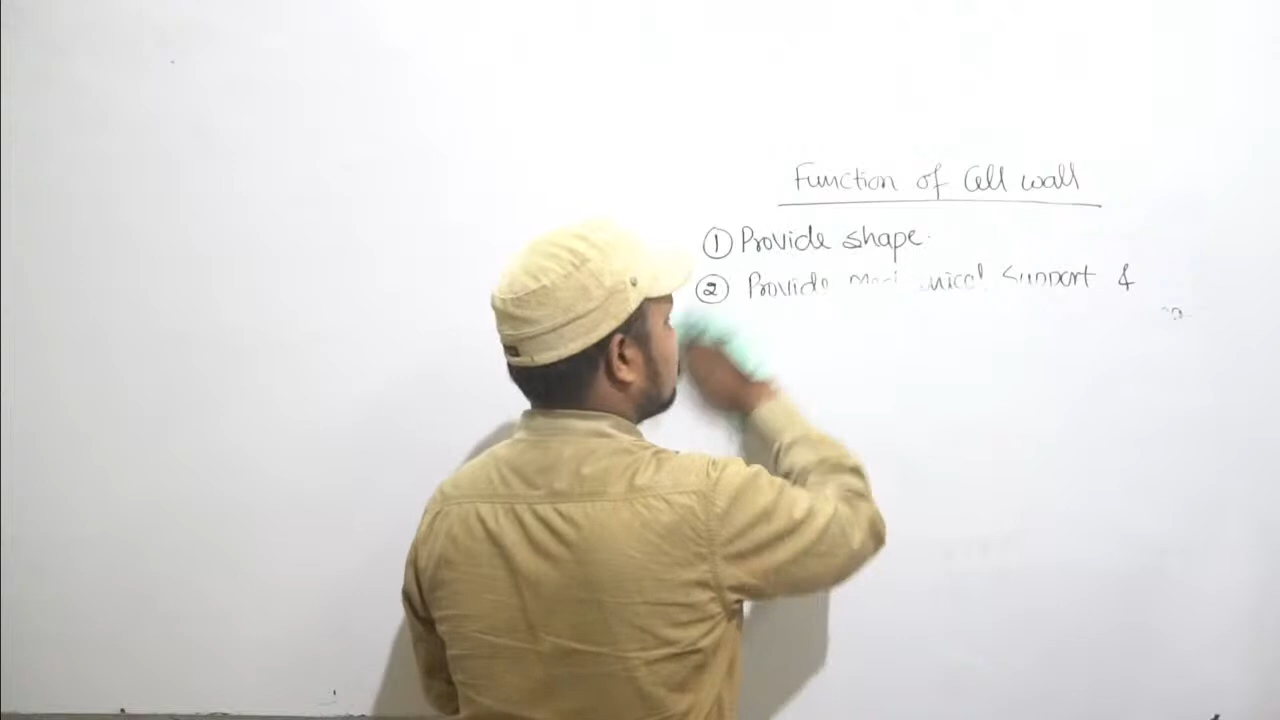 Function of Cell wall
① Provide shape.
② Provide Support &